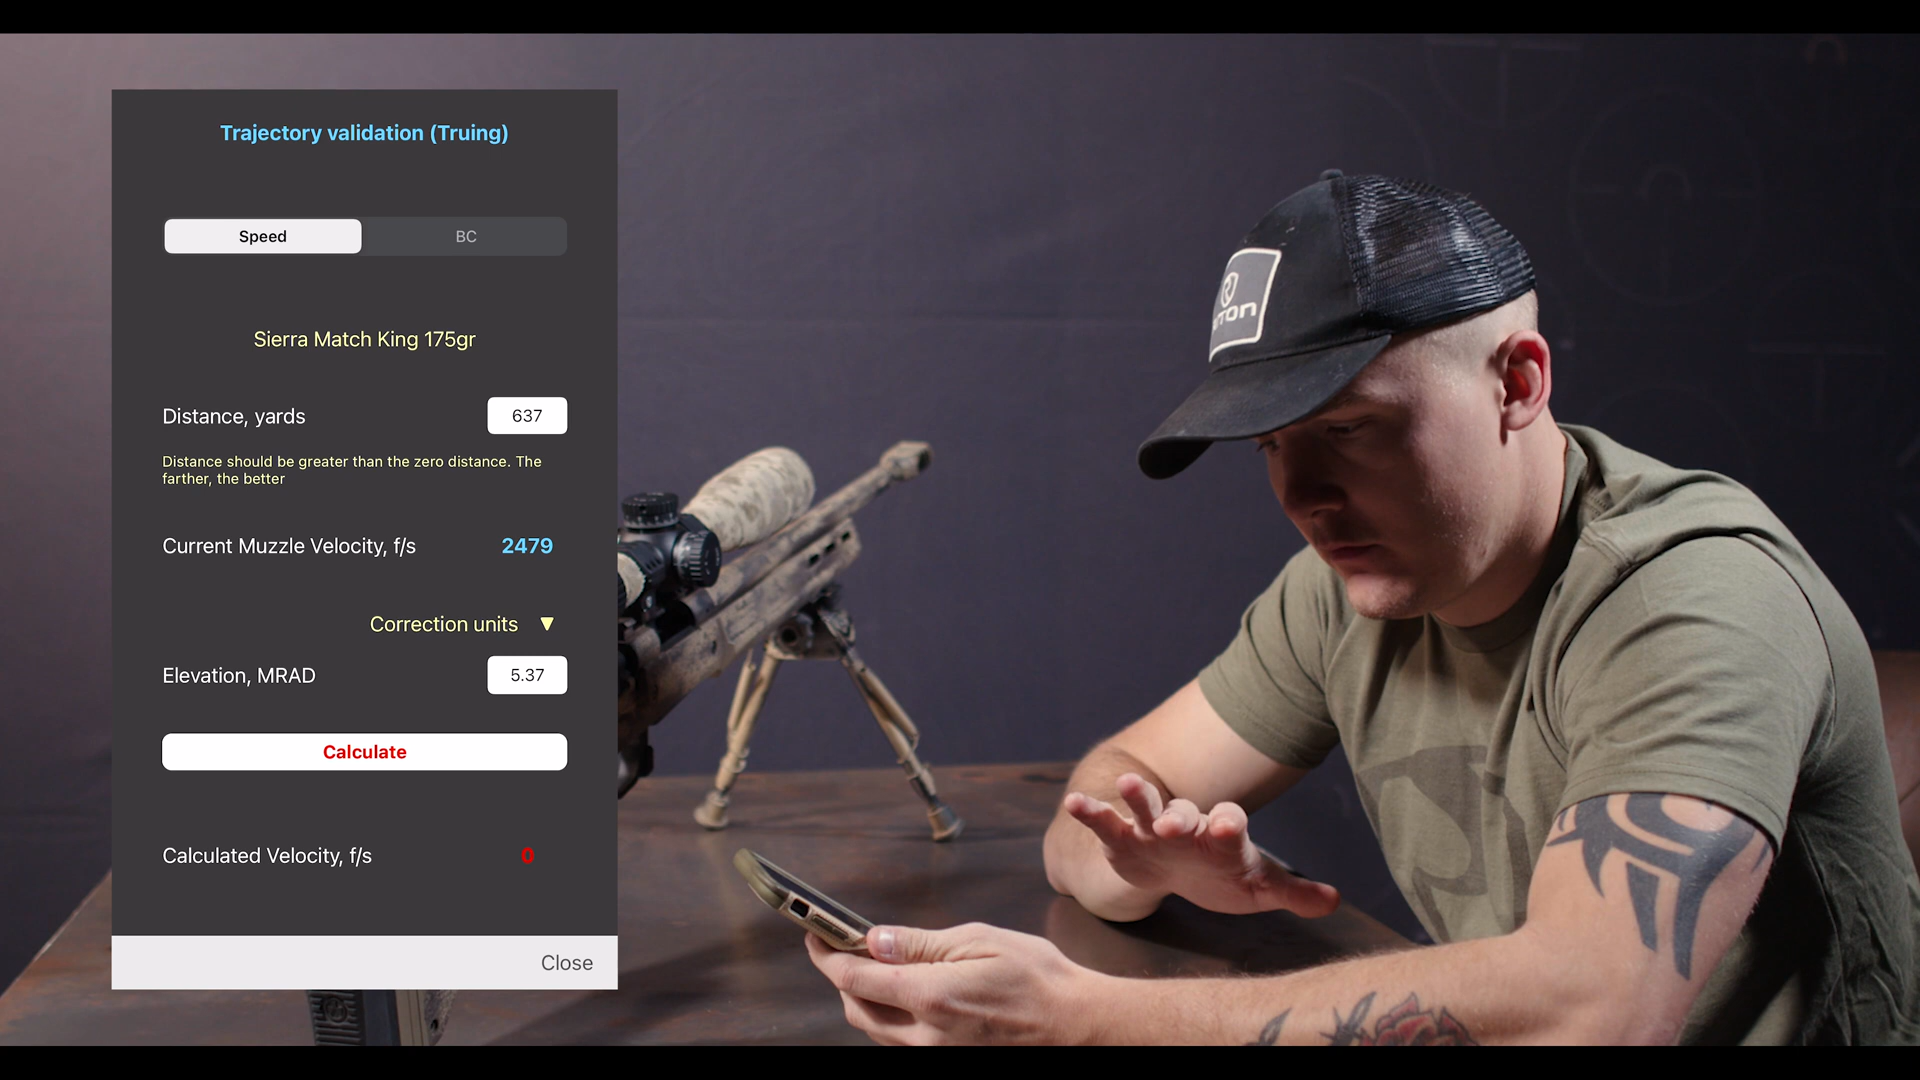 Trajectory validation (Truing)
Speed
BC
Sierra Match King 175gr
Distance, yards
637
Distance should be greater than the zero distance. The
farther, the better
Current Muzzle Velocity, f/s
2479
Correction units ▼
Elevation, MRAD
5.37
Calculate
Calculated Velocity, f/s
0
Close